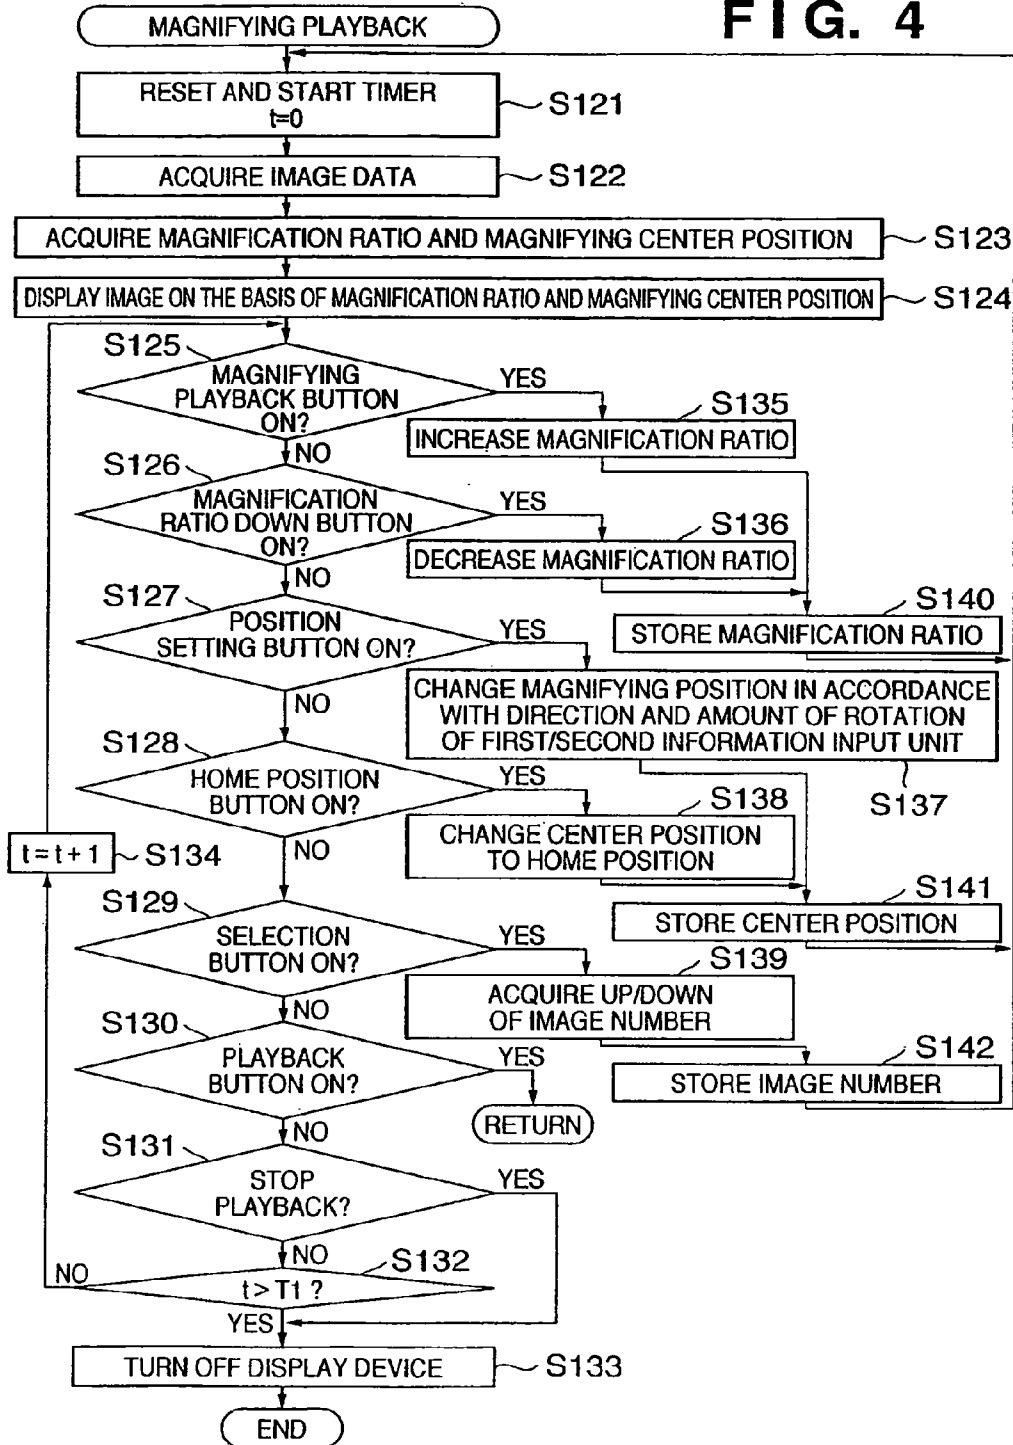 FIG. 4
MAGNIFYING PLAYBACK
RESET AND START TIMER
t=0
S121
ACQUIRE IMAGE DATA
S122
ACQUIRE MAGNIFICATION RATIO AND MAGNIFYING CENTER POSITION
S123
DISPLAY IMAGE ON THE BASIS OF MAGNIFICATION RATIO AND MAGNIFYING CENTER POSITION
S124
S125
MAGNIFYING
PLAYBACK BUTTON
ON?
YES
NO
S135
INCREASE MAGNIFICATION RATIO
S126
MAGNIFICATION
RATIO DOWN BUTTON
ON?
YES
NO
S136
DECREASE MAGNIFICATION RATIO
S140
STORE MAGNIFICATION RATIO
S127
POSITION
SETTING BUTTON ON?
YES
NO
CHANGE MAGNIFYING POSITION IN ACCORDANCE
WITH DIRECTION AND AMOUNT OF ROTATION
OF FIRST/SECOND INFORMATION INPUT UNIT
S137
S128
HOME POSITION
BUTTON ON?
YES
NO
S138
CHANGE CENTER POSITION
TO HOME POSITION
t=t+1
S134
S141
STORE CENTER POSITION
S129
SELECTION
BUTTON ON?
YES
NO
S139
ACQUIRE UP/DOWN
OF IMAGE NUMBER
S142
STORE IMAGE NUMBER
S130
PLAYBACK
BUTTON ON?
YES
NO
RETURN
S131
STOP
PLAYBACK?
YES
NO
S132
t>T1 ?
NO
YES
TURN OFF DISPLAY DEVICE
S133
END